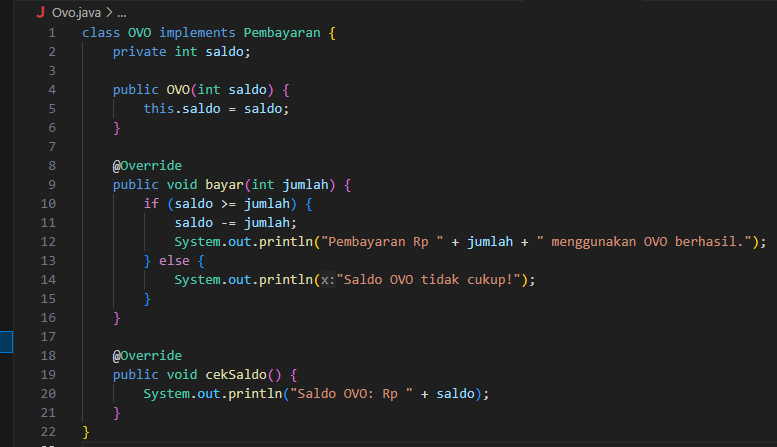 J Ovo.java > ...
1 class OVO implements Pembayaran {
2 private int saldo;
3
4 public OVO(int saldo) {
5 this.saldo = saldo;
6 }
7
8 @Override
9 public void bayar(int jumlah) {
10 if (saldo >= jumlah) {
11 saldo -= jumlah;
12 System.out.println("Pembayaran Rp " + jumlah + " menggunakan OVO berhasil.");
13 } else {
14 System.out.println(x:"Saldo OVO tidak cukup!");
15 }
16 }
17
18 @Override
19 public void cekSaldo() {
20 System.out.println("Saldo OVO: Rp " + saldo);
21 }
22 }